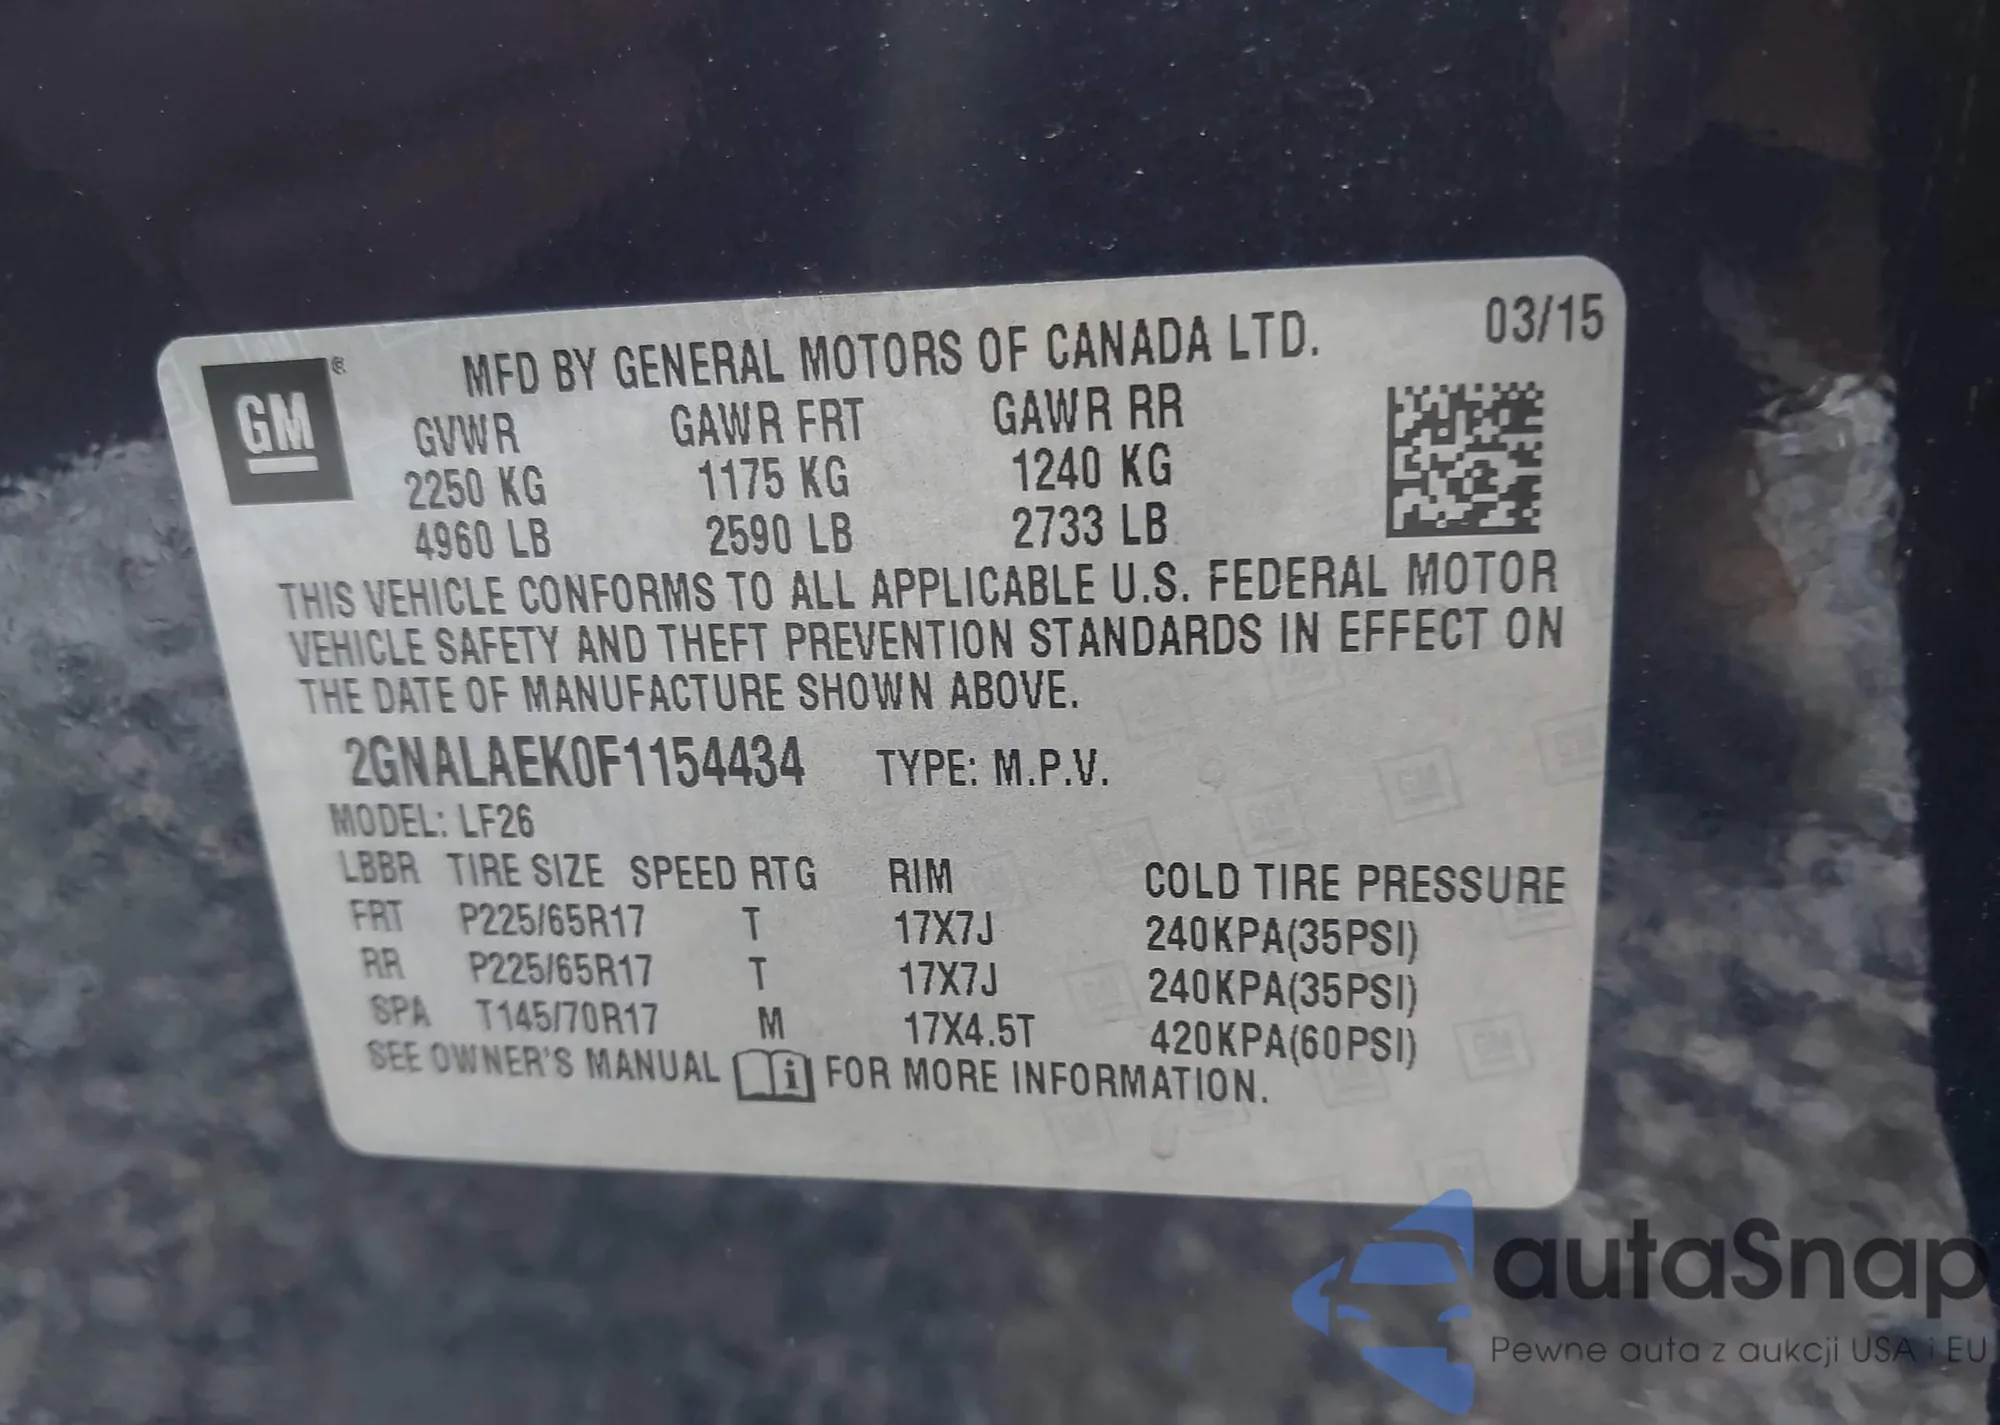 GM ®
MFD BY GENERAL MOTORS OF CANADA LTD.
03/15
GVWR GAWR FRT GAWR RR
2250 KG 1175 KG 1240 KG
4960 LB 2590 LB 2733 LB
THIS VEHICLE CONFORMS TO ALL APPLICABLE U.S. FEDERAL MOTOR
VEHICLE SAFETY AND THEFT PREVENTION STANDARDS IN EFFECT ON
THE DATE OF MANUFACTURE SHOWN ABOVE.
2GNALAEK0F1154434 TYPE: M.P.V.
MODEL: LF26
LBBR TIRE SIZE SPEED RTG RIM COLD TIRE PRESSURE
FRT P225/65R17 T 17X7J 240KPA(35PSI)
RR P225/65R17 T 17X7J 240KPA(35PSI)
SPA T145/70R17 M 17X4.5T 420KPA(60PSI)
SEE OWNER'S MANUAL i FOR MORE INFORMATION.
autaSnap
Pewne auta z aukcji USA i EU